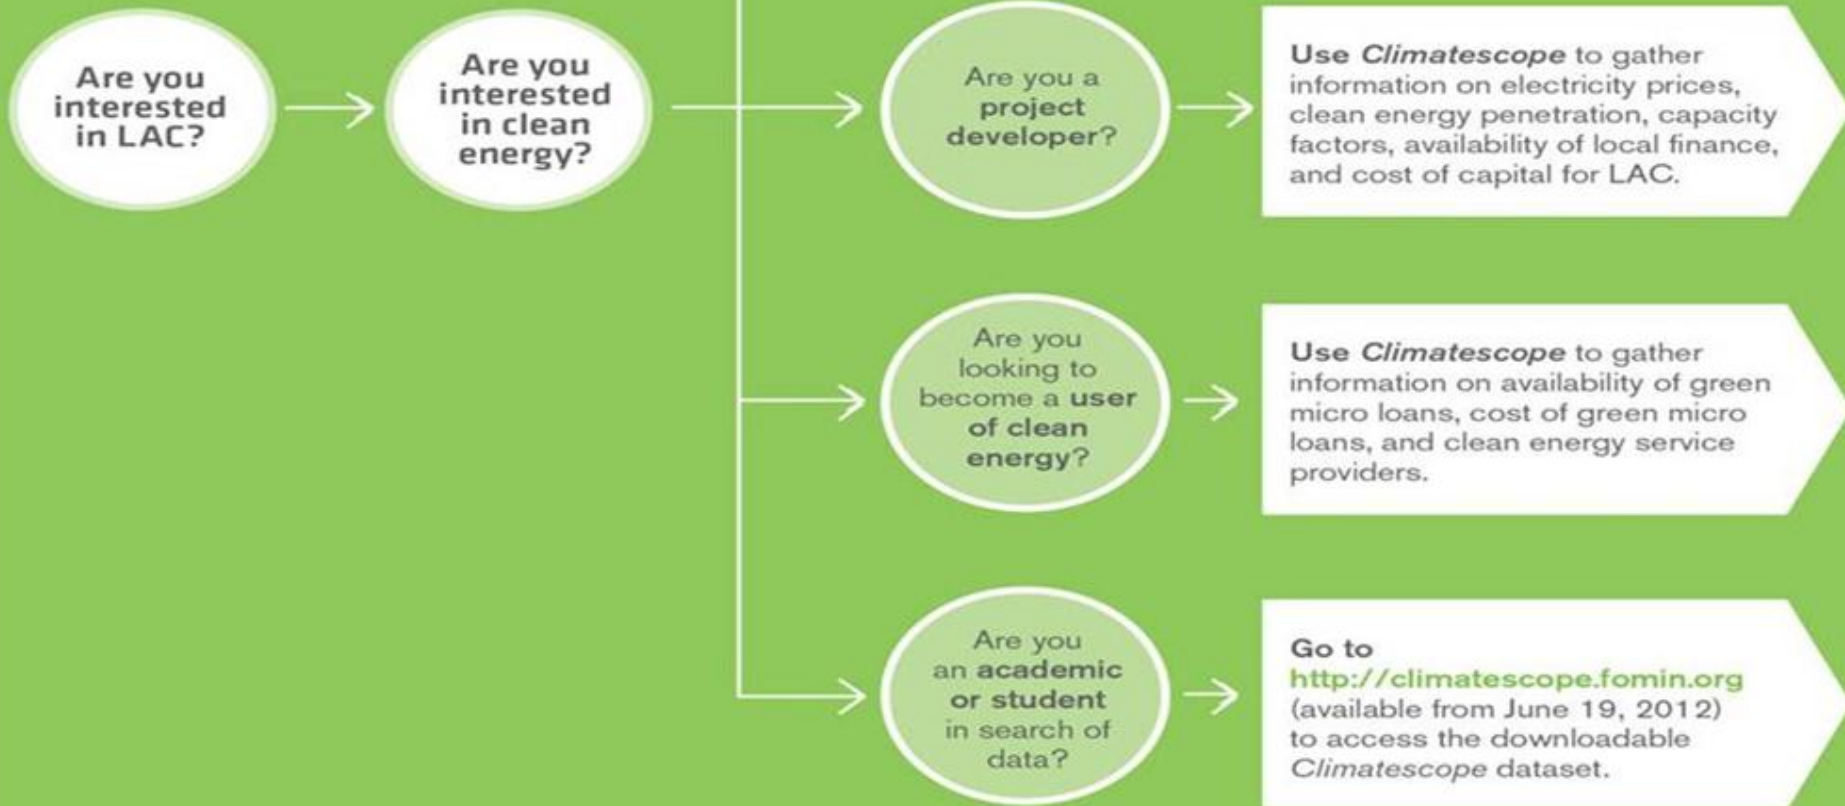 Are you
interested
in LAC?
Are you
interested
in clean
energy?
Are you a
project
developer?
Use Climatescope to gather
information on electricity prices,
clean energy penetration, capacity
factors, availability of local finance,
and cost of capital for LAC.
Are you
looking to
become a user
of clean
energy?
Use Climatescope to gather
information on availability of green
micro loans, cost of green micro
loans, and clean energy service
providers.
Are you
an academic
or student
in search of
data?
Go to
http://climatescope.fomin.org
(available from June 19, 2012)
to access the downloadable
Climatescope dataset.